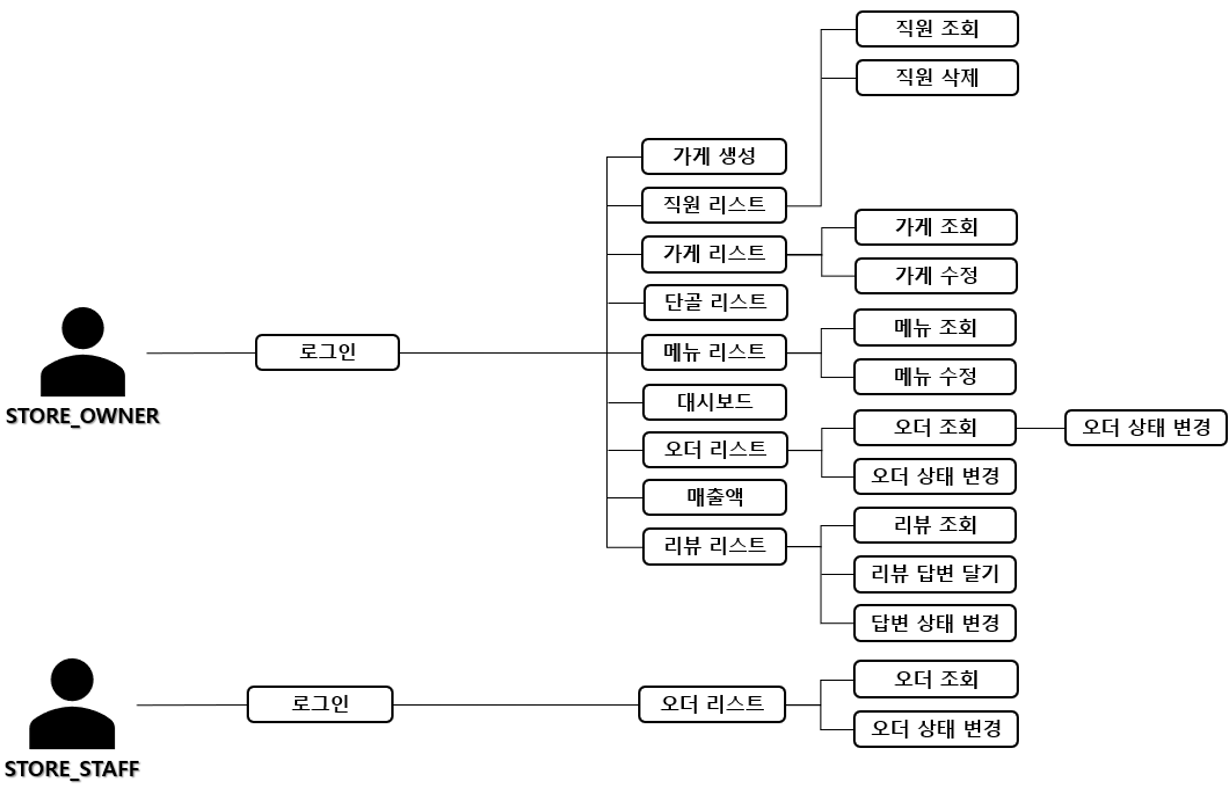 직원 조회
직원 삭제
가게 생성
직원 리스트
가게 리스트
단골 리스트
메뉴 리스트
대시보드
오더 리스트
매출액
리뷰 리스트
가게 조회
가게 수정
메뉴 조회
메뉴 수정
오더 조회
오더 상태 변경
오더 상태 변경
리뷰 조회
리뷰 답변 달기
답변 상태 변경
로그인
STORE_OWNER
로그인
오더 리스트
오더 조회
오더 상태 변경
STORE_STAFF